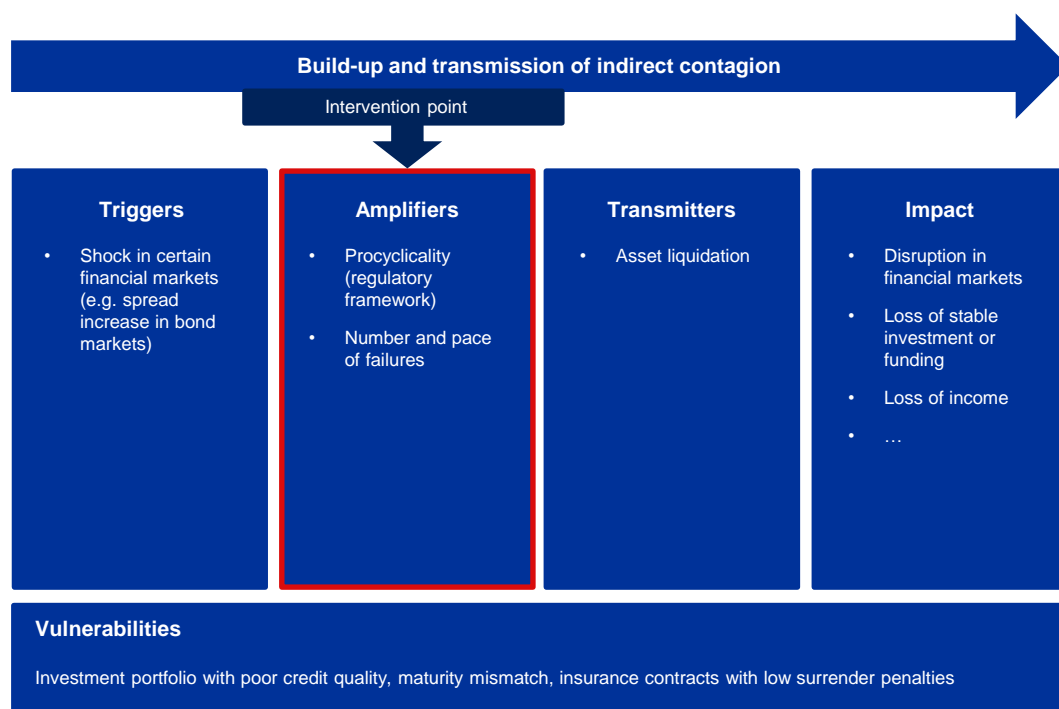 Build-up and transmission of indirect contagion
Intervention point
Triggers
• Shock in certain
financial markets
(e.g. spread
increase in bond
markets)
Amplifiers
• Procyclicality
(regulatory
framework)
• Number and pace
of failures
Transmitters
• Asset liquidation
Impact
• Disruption in
financial markets
• Loss of stable
investment or
funding
• Loss of income
• …
Vulnerabilities
Investment portfolio with poor credit quality, maturity mismatch, insurance contracts with low surrender penalties